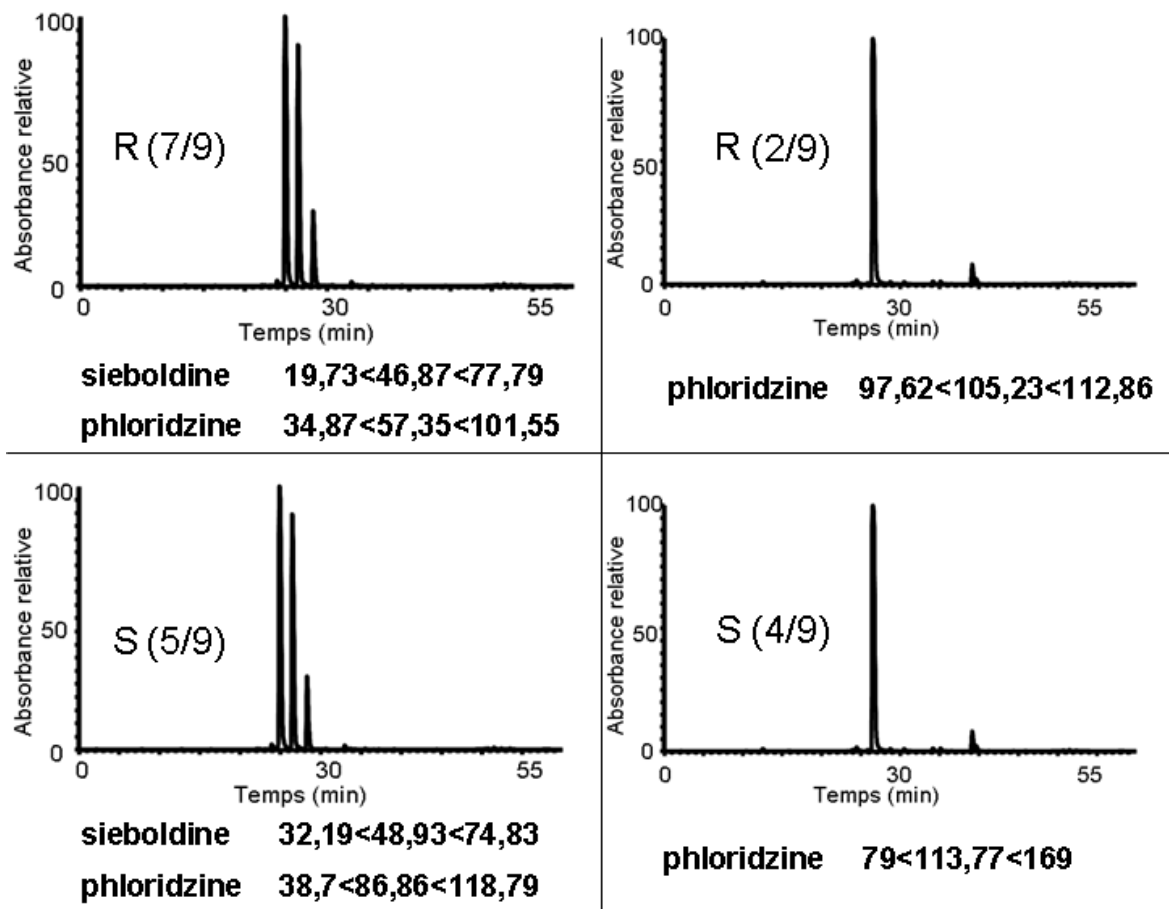 Absorbance relative
100
50
0
R (7/9)
0
30
55
Temps (min)
sieboldine 19,73<46,87<77,79
phloridzine 34,87<57,35<101,55
Absorbance relative
100
50
0
R (2/9)
0
30
55
Temps (min)
phloridzine 97,62<105,23<112,86
Absorbance relative
100
50
0
S (5/9)
0
30
55
Temps (min)
sieboldine 32,19<48,93<74,83
phloridzine 38,7<86,86<118,79
Absorbance relative
100
50
0
S (4/9)
0
30
55
Temps (min)
phloridzine 79<113,77<169